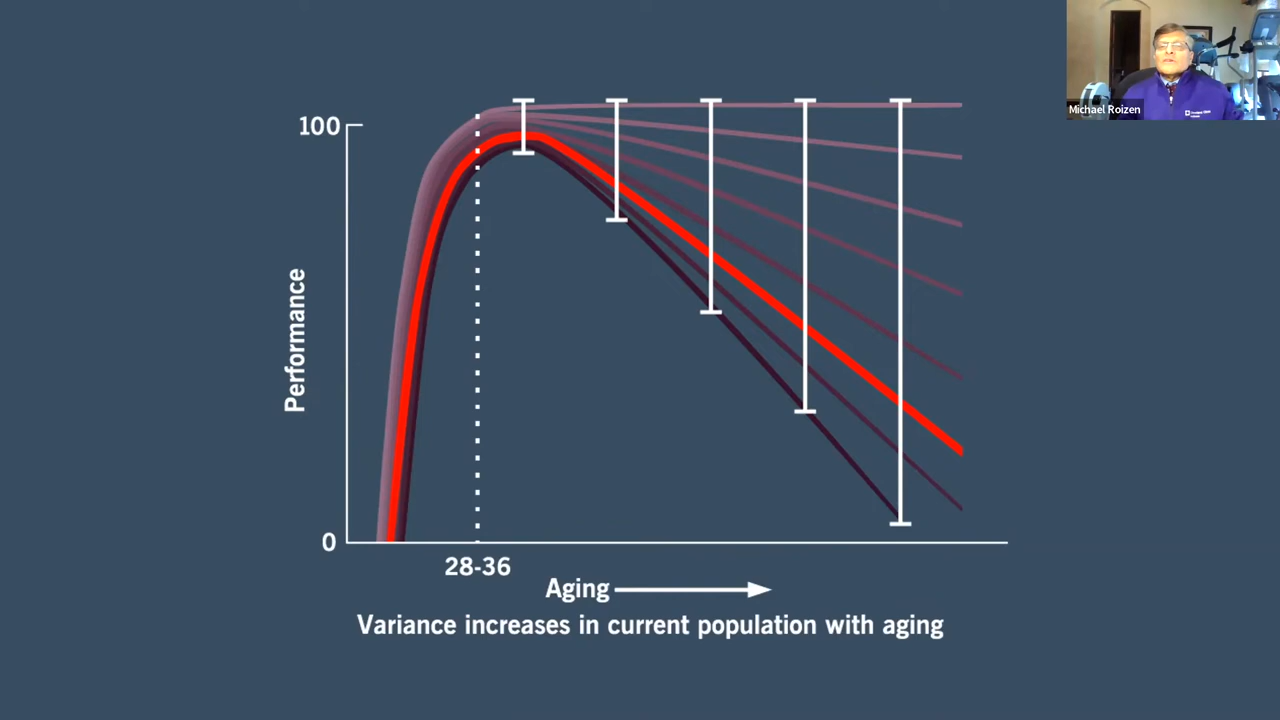 Michael Roizen
100
Performance
0
28-36
Aging
Variance increases in current population with aging